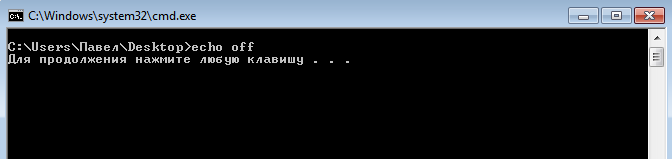 C:\Windows\system32\cmd.exe
C:\Users\Павел\Desktop>echo off
Для продолжения нажмите любую клавишу . . .